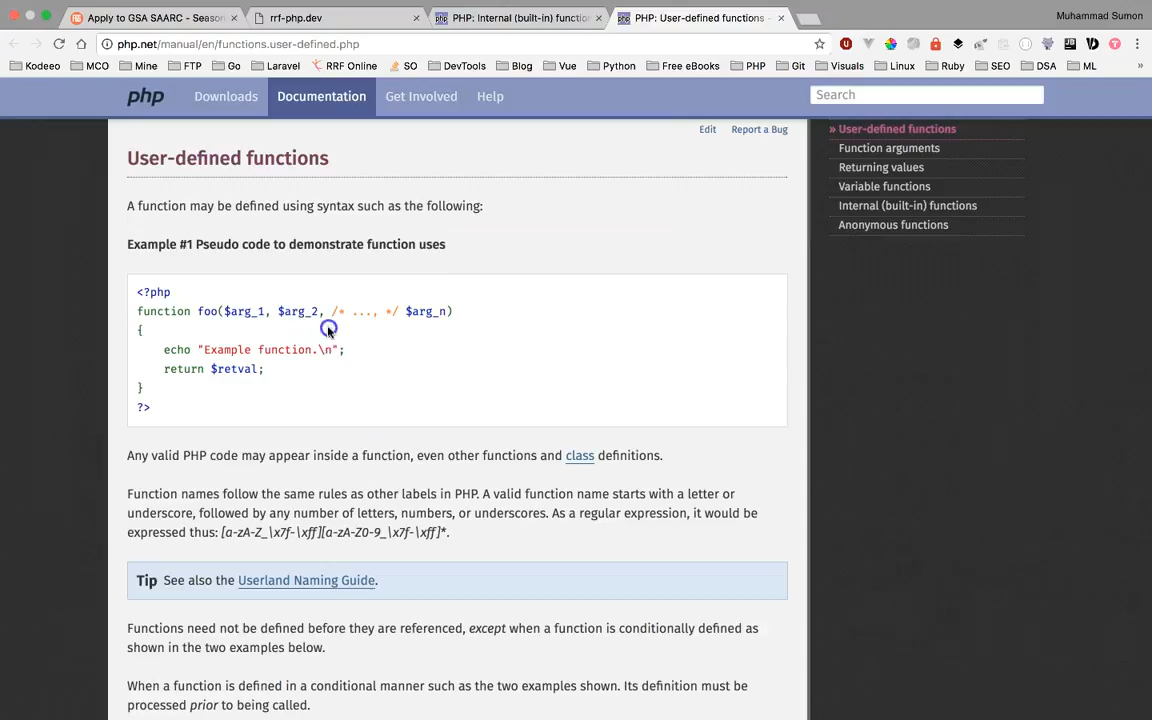 Apply to GSA SAARC - Season
rrf-php.dev
PHP: Internal (built-in) functio
PHP: User-defined functions -
Muhammad Sumon
php.net/manual/en/functions.user-defined.php
Kodeeo MCO Mine FTP Go Laravel RRF Online SO DevTools Blog Vue Python Free eBooks PHP Git Visuals Linux Ruby SEO DSA ML »
php Downloads Documentation Get Involved Help Search
Edit Report a Bug
» User-defined functions
Function arguments
Returning values
Variable functions
Internal (built-in) functions
Anonymous functions
User-defined functions
A function may be defined using syntax such as the following:
Example #1 Pseudo code to demonstrate function uses
<?php
function foo($arg_1, $arg_2, /* ..., */ $arg_n)
{
    echo "Example function.\n";
    return $retval;
}
?>
Any valid PHP code may appear inside a function, even other functions and class definitions.
Function names follow the same rules as other labels in PHP. A valid function name starts with a letter or
underscore, followed by any number of letters, numbers, or underscores. As a regular expression, it would be
expressed thus: [a-zA-Z_\x7f-\xff][a-zA-Z0-9_\x7f-\xff]*.
Tip See also the Userland Naming Guide.
Functions need not be defined before they are referenced, except when a function is conditionally defined as
shown in the two examples below.
When a function is defined in a conditional manner such as the two examples shown. Its definition must be
processed prior to being called.